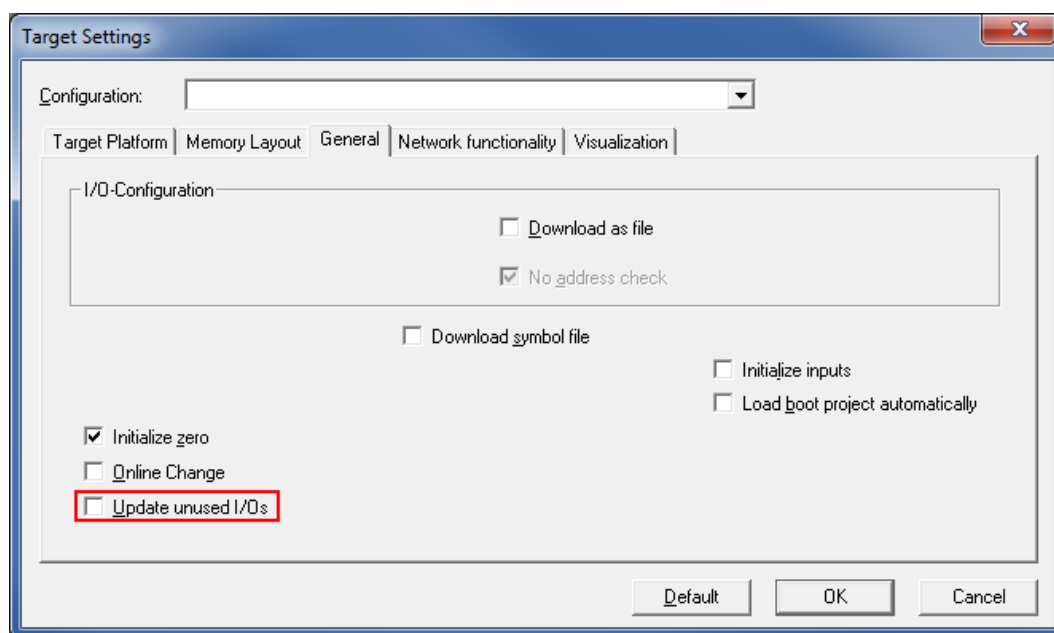 Target Settings
Configuration:
Target Platform Memory Layout General Network functionality Visualization
I/O-Configuration
Download as file
No address check
Download symbol file
Initialize inputs
Load boot project automatically
Initialize zero
Online Change
Update unused I/Os
Default OK Cancel